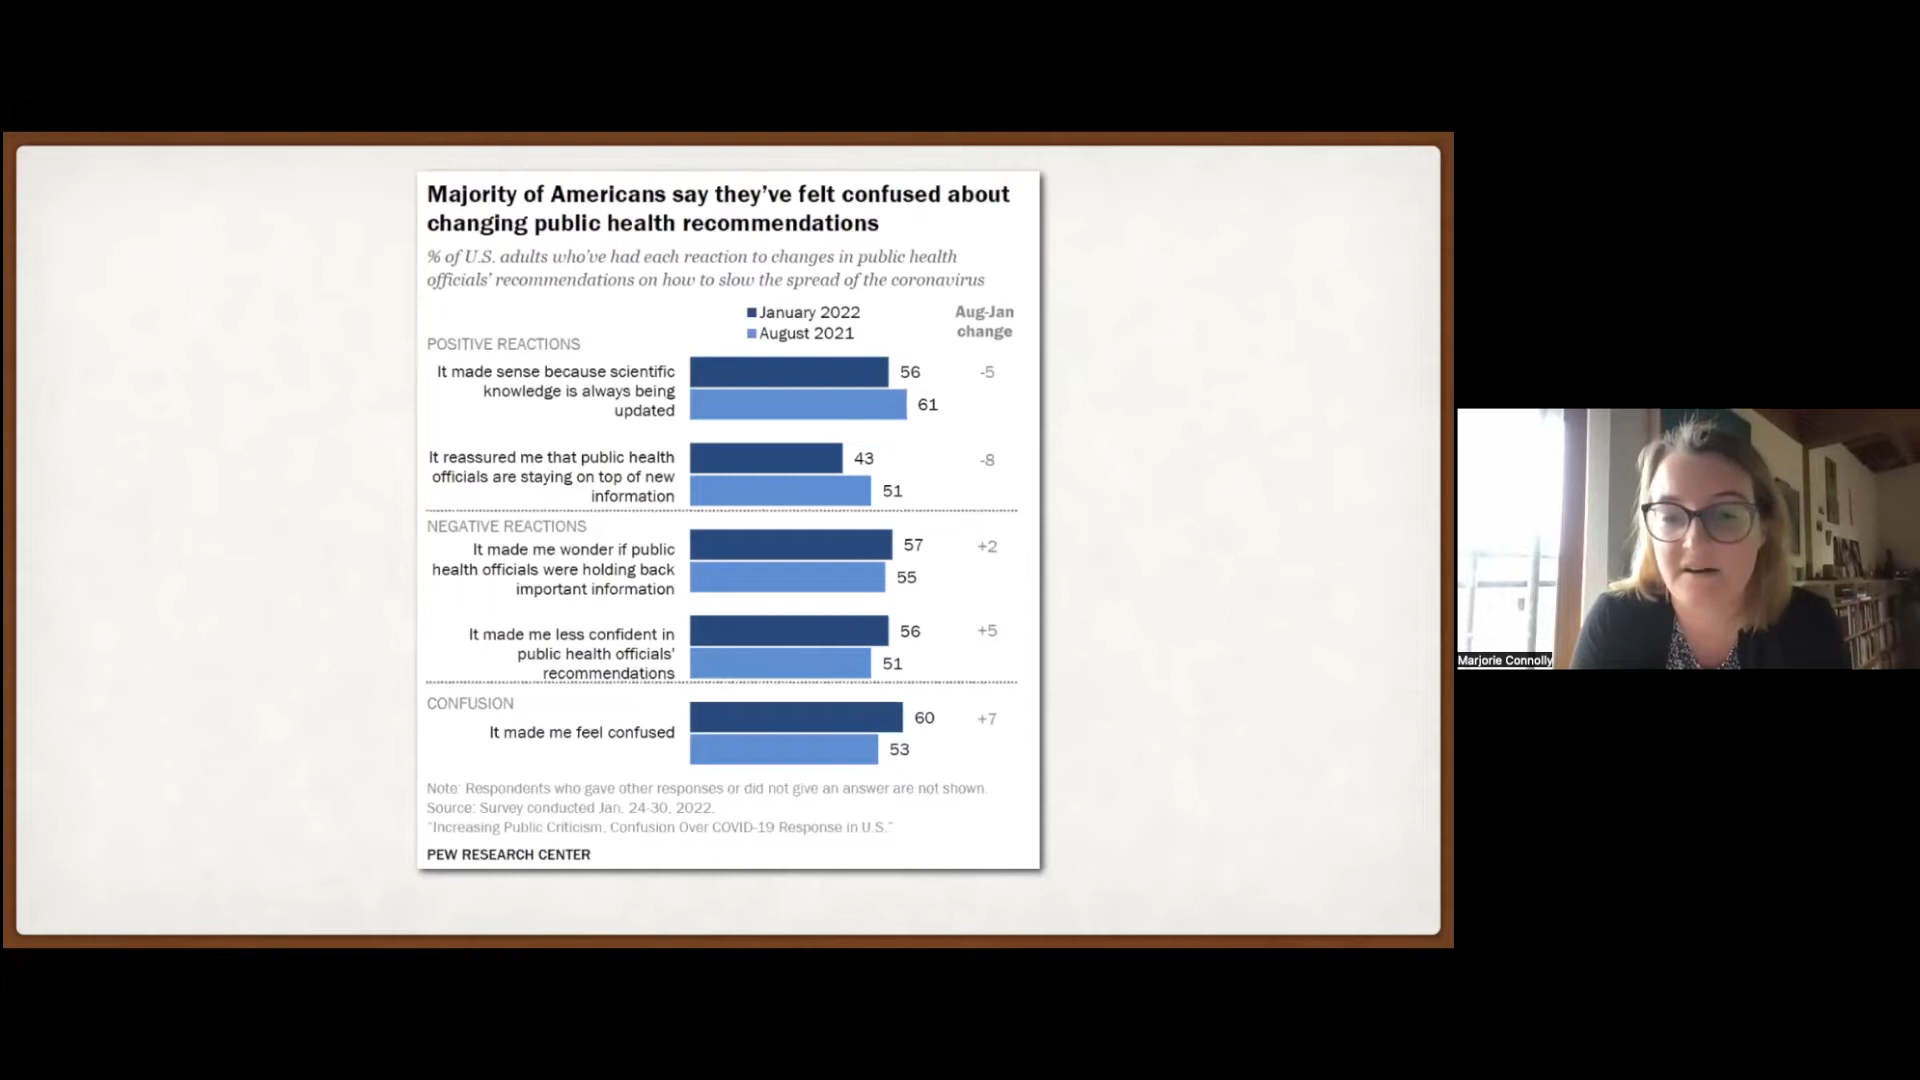 Majority of Americans say they've felt confused about
changing public health recommendations
% of U.S. adults who've had each reaction to changes in public health
officials' recommendations on how to slow the spread of the coronavirus
January 2022
August 2021
Aug-Jan
change
POSITIVE REACTIONS
It made sense because scientific
knowledge is always being
updated
56
61
-5
It reassured me that public health
officials are staying on top of new
information
43
51
-8
NEGATIVE REACTIONS
It made me wonder if public
health officials were holding back
important information
57
55
+2
It made me less confident in
public health officials'
recommendations
56
51
+5
CONFUSION
It made me feel confused
60
53
+7
Note: Respondents who gave other responses or did not give an answer are not shown.
Source: Survey conducted Jan. 24-30, 2022.
"Increasing Public Criticism, Confusion Over COVID-19 Response in U.S."
PEW RESEARCH CENTER
Marjorie Connolly